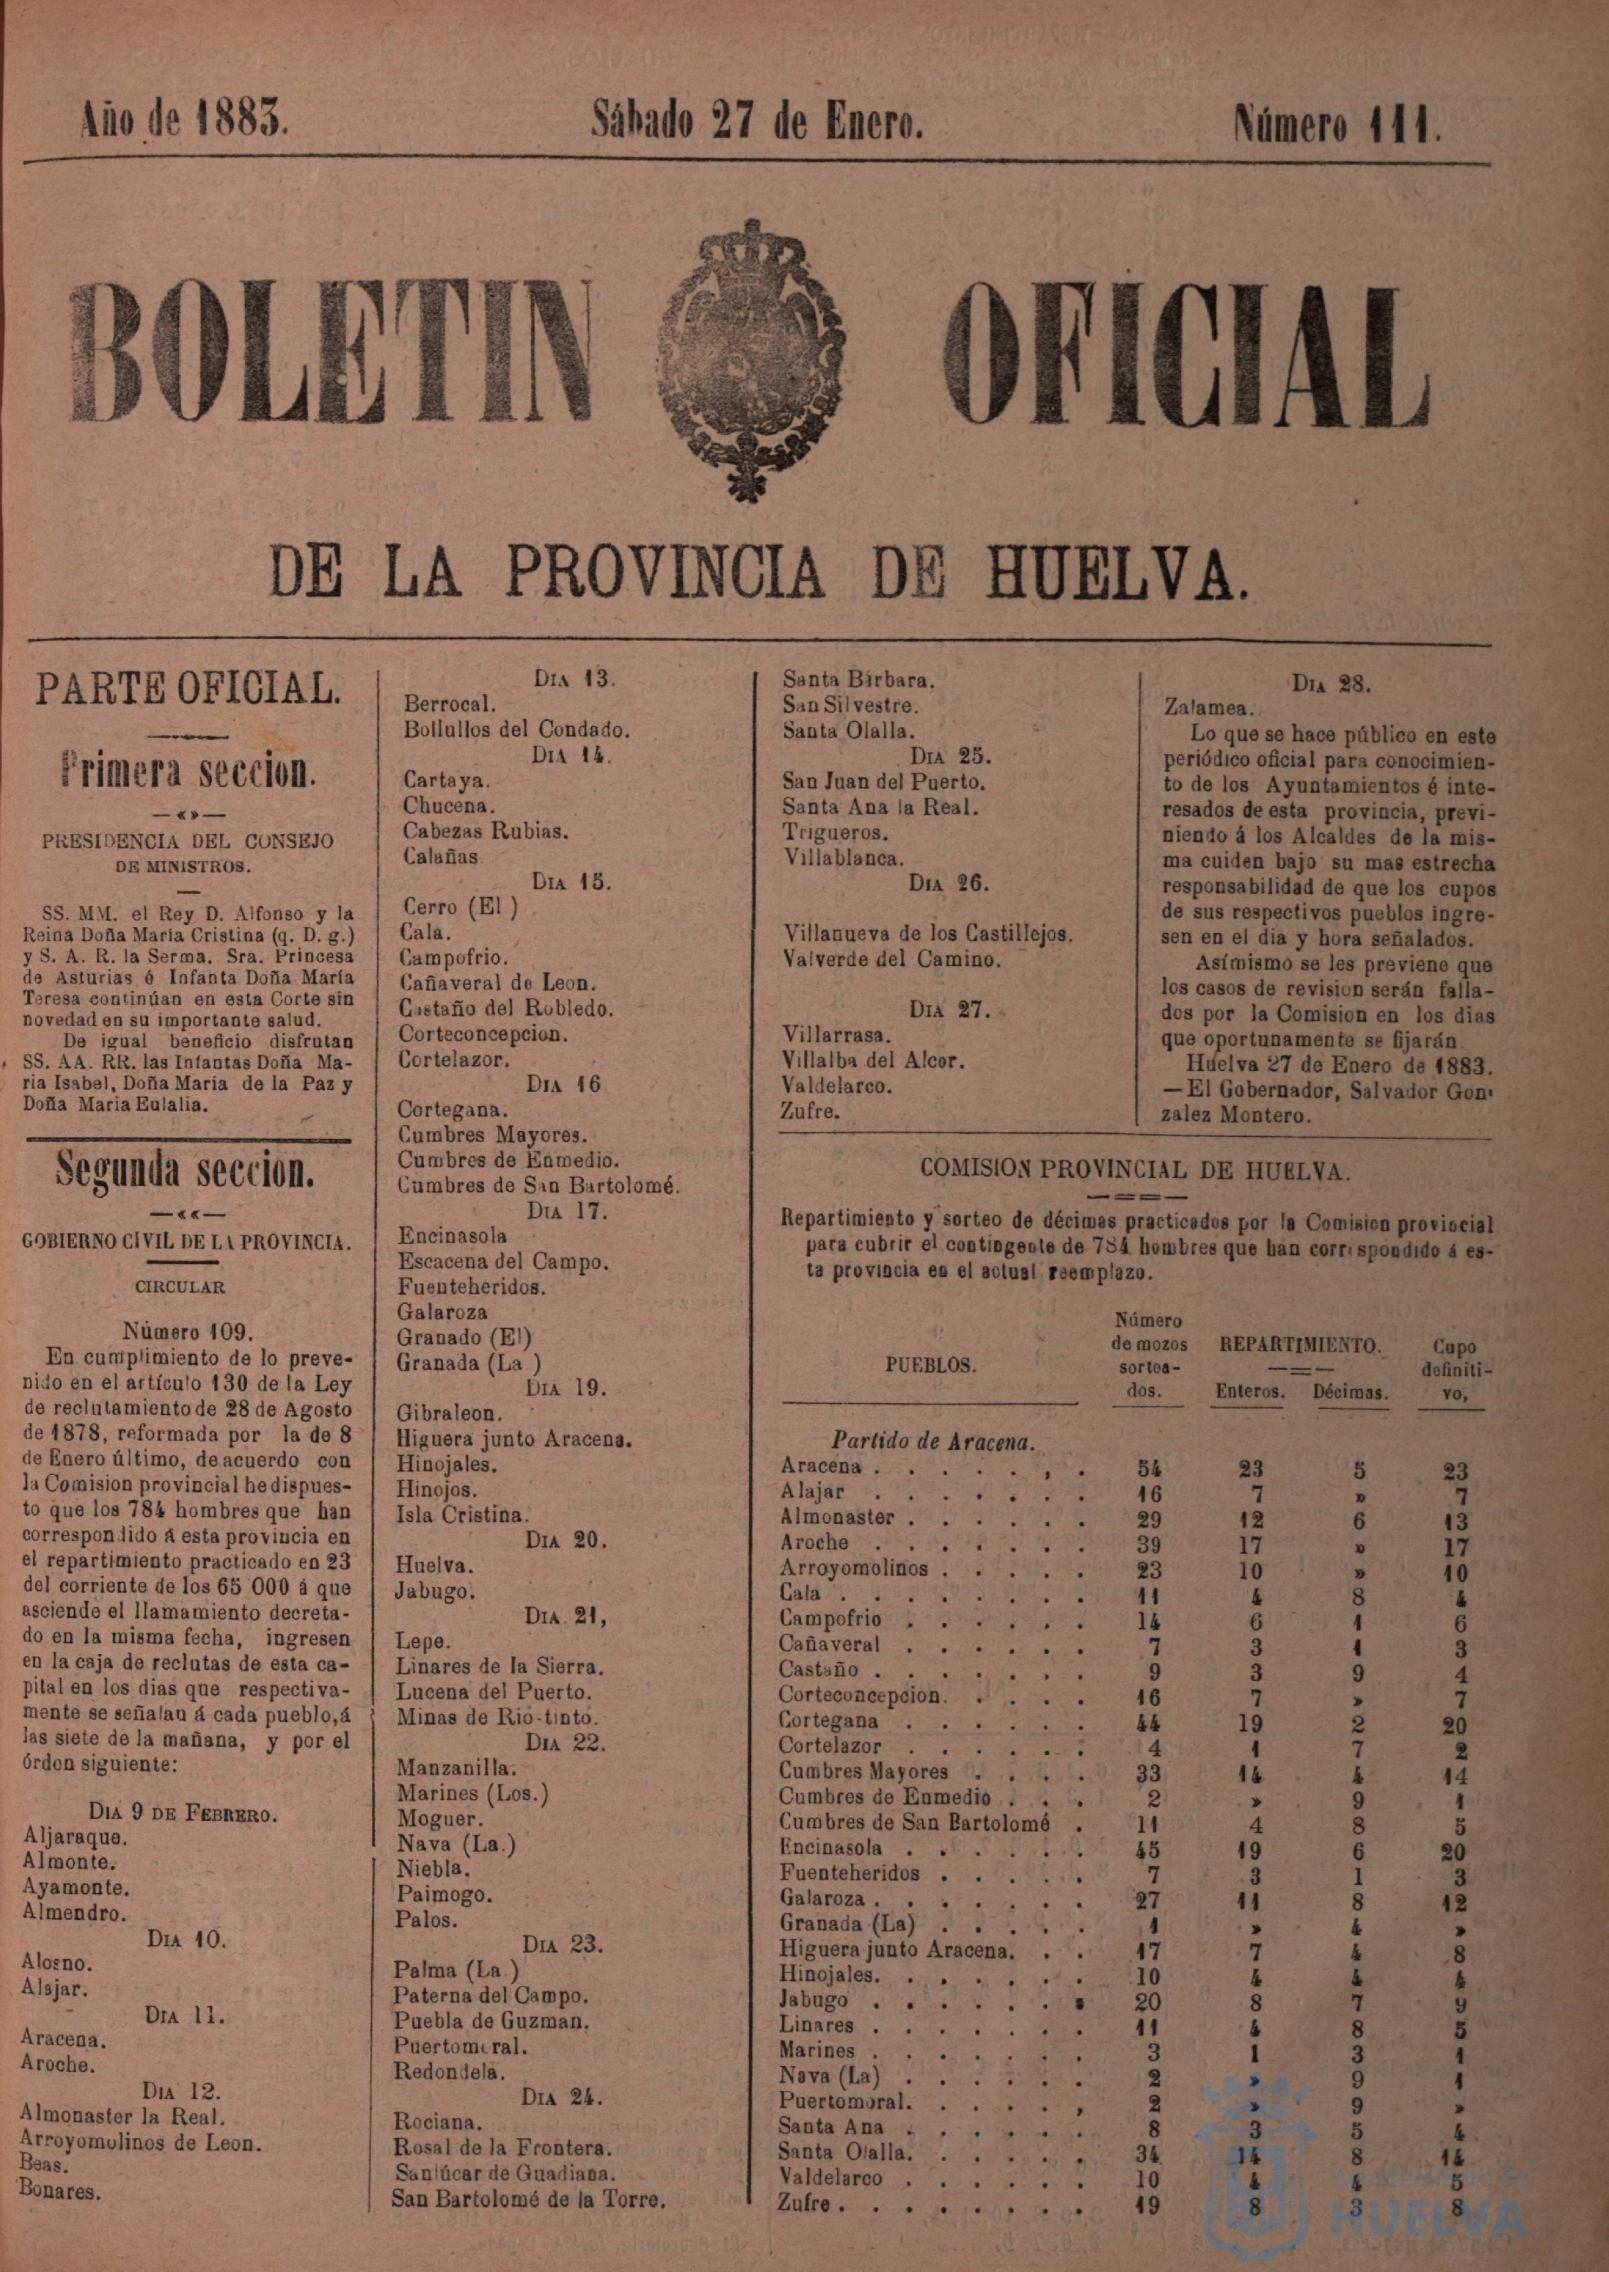 Año de 1883.
Sábado 27 de Enero.
Número 111.
BOLETIN OFICIAL
DE LA PROVINCIA DE HUELVA.
PARTE OFICIAL.
Primera seccion.
—«»—
PRESIDENCIA DEL CONSEJO
DE MINISTROS.
SS. MM. el Rey D. Alfonso y la
Reina Doña María Cristina (q. D. g.)
y S. A. R. la Serma. Sra. Princesa
de Asturias é Infanta Doña María
Teresa continúan en esta Corte sin
novedad en su importante salud.
De igual beneficio disfrutan
SS. AA. RR. las Infantas Doña Ma-
ria Isabel, Doña Maria de la Paz y
Doña Maria Eulalia.
Segunda seccion.
—««—
GOBIERNO CIVIL DE LA PROVINCIA.
CIRCULAR
Número 109.
En cumplimiento de lo preve-
nido en el artículo 130 de la Ley
de reclutamiento de 28 de Agosto
de 1878, reformada por la de 8
de Enero último, de acuerdo con
la Comision provincial he dispues-
to que los 784 hombres que han
correspondido á esta provincia en
el repartimiento practicado en 23
del corriente de los 65 000 á que
asciende el llamamiento decreta-
do en la misma fecha, ingresen
en la caja de reclutas de esta ca-
pital en los dias que respectiva-
mente se señalan á cada pueblo, á
las siete de la mañana, y por el
órden siguiente:
DIA 9 DE FEBRERO.
Aljaraque.
Almonte.
Ayamonte.
Almendro.
DIA 10.
Alosno.
Alajar.
DIA 11.
Aracena.
Aroche.
DIA 12.
Almonaster la Real.
Arroyomolinos de Leon.
Beas.
Bonares.
DIA 13.
Berrocal.
Bollullos del Condado.
DIA 14.
Cartaya.
Chucena.
Cabezas Rubias.
Calañas
DIA 15.
Cerro (El )
Cala.
Campofrio.
Cañaveral de Leon.
Castaño del Robledo.
Corteconcepcion.
Cortelazor.
DIA 16
Cortegana.
Cumbres Mayores.
Cumbres de Enmedio.
Cumbres de San Bartolomé.
DIA 17.
Encinasola
Escacena del Campo.
Fuenteheridos.
Galaroza
Granado (El)
Granada (La )
DIA 19.
Gibraleon.
Higuera junto Aracena.
Hinojales.
Hinojos.
Isla Cristina.
DIA 20.
Huelva.
Jabugo.
DIA 21,
Lepe.
Linares de la Sierra.
Lucena del Puerto.
Minas de Rio-tinto.
DIA 22.
Manzanilla.
Marines (Los.)
Moguer.
Nava (La.)
Niebla.
Paimogo.
Palos.
DIA 23.
Palma (La )
Paterna del Campo.
Puebla de Guzman.
Puertomoral.
Redondela.
DIA 24.
Rociana.
Rosal de la Frontera.
Sanlúcar de Guadiana.
San Bartolomé de la Torre.
Santa Bárbara.
San Silvestre.
Santa Olalla.
DIA 25.
San Juan del Puerto.
Santa Ana la Real.
Trigueros.
Villablanca.
DIA 26.
Villanueva de los Castillejos.
Valverde del Camino.
DIA 27.
Villarrasa.
Villalba del Alcor.
Valdelarco.
Zufre.
DIA 28.
Zalamea.
Lo que se hace público en este
periódico oficial para conocimien-
to de los Ayuntamientos é inte-
resados de esta provincia, previ-
niendo á los Alcaldes de la mis-
ma cuiden bajo su mas estrecha
responsabilidad de que los cupos
de sus respectivos pueblos ingre-
sen en el dia y hora señalados.
Asímismo se les previene que
los casos de revision serán falla-
dos por la Comision en los dias
que oportunamente se fijarán
Huelva 27 de Enero de 1883.
—El Gobernador, Salvador Gon-
zalez Montero.
COMISION PROVINCIAL DE HUELVA.
Repartimiento y sorteo de décimas practicados por la Comision provincial
para cubrir el contingente de 784 hombres que han correspondido á es-
ta provincia en el actual reemplazo.
PUEBLOS. Número de mozos sortea-dos. REPARTIMIENTO. Enteros. Décimas. Cupo definiti-vo,
Partido de Aracena.
Aracena . . . . . , . 54 23 5 23
Alajar . . . . . . . 16 7 » 7
Almonaster . . . . . . 29 12 6 13
Aroche . . . . . . . 39 17 » 17
Arroyomolinos . . . . . 23 10 » 10
Cala . . . . . . . . 11 4 8 4
Campofrio . . . . . . 14 6 1 6
Cañaveral . . . . . . 7 3 1 3
Castaño . . . . . . . 9 3 9 4
Corteconcepcion. . . . . 16 7 » 7
Cortegana . . . . . . 44 19 2 20
Cortelazor . . . . . . 4 1 7 2
Cumbres Mayores . . . . 33 14 4 14
Cumbres de Enmedio . . . 2 » 9 1
Cumbres de San Bartolomé . 11 4 8 5
Encinasola . . . . . . 45 19 6 20
Fuenteheridos . . . . . 7 3 1 3
Galaroza . . . . . . . 27 11 8 12
Granada (La) . . . . . 1 » 4 »
Higuera junto Aracena. . . 17 7 4 8
Hinojales. . . . . . . 10 4 4 4
Jabugo . . . . . . . 20 8 7 9
Linares . . . . . . . 11 4 8 5
Marines . . . . . . . 3 1 3 1
Nava (La) . . . . . . 2 » 9 1
Puertomoral. . . . . , 2 » 9 »
Santa Ana . . . . . . 8 3 5 4
Santa Olalla. . . . . . 34 14 8 14
Valdelarco . . . . . . 10 4 4 5
Zufre . . . . . . . . 19 8 3 8
HUELVA